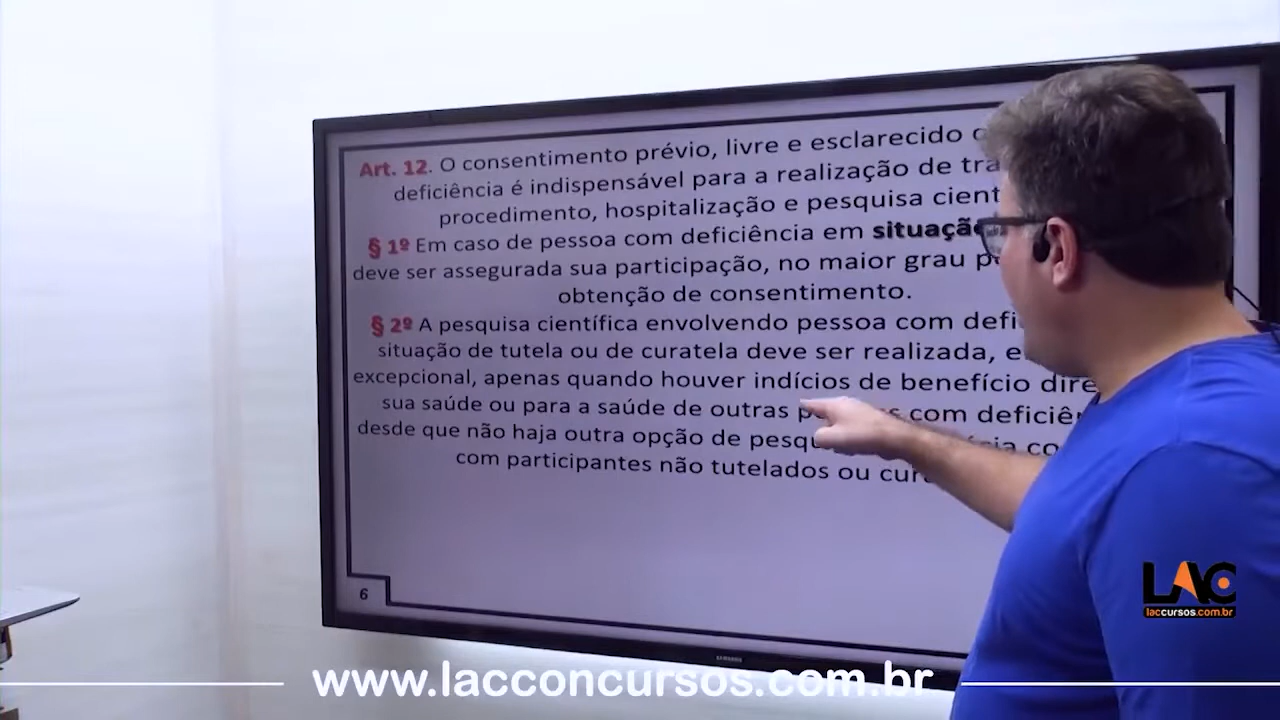 Art. 12. O consentimento prévio, livre e esclarecido
deficiência é indispensável para a realização de
procedimento, hospitalização e pesquisa
§ 1º Em caso de pessoa com deficiência em
deve ser assegurada sua participação, no maior grau
obtenção de consentimento.
§ 2º A pesquisa científica envolvendo pessoa com
situação de tutela ou de curatela deve ser realizada,
excepcional, apenas quando houver indícios de benefício
sua saúde ou para a saúde de outras com
desde que não haja outra opção de
com participantes não tutelados ou
6
SAMSUNG
LAC
laccursos.com.br
www.lacconcursos.com.br